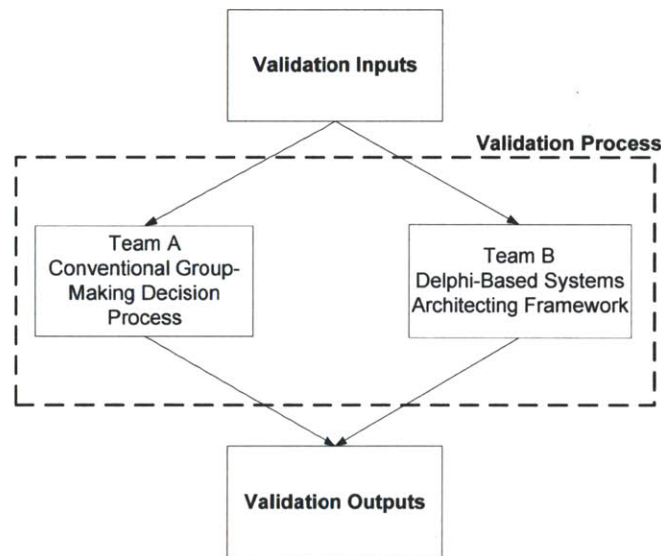 Validation Inputs
Validation Process
Team A
Conventional Group-
Making Decision
Process
Team B
Delphi-Based Systems
Architecting Framework
Validation Outputs